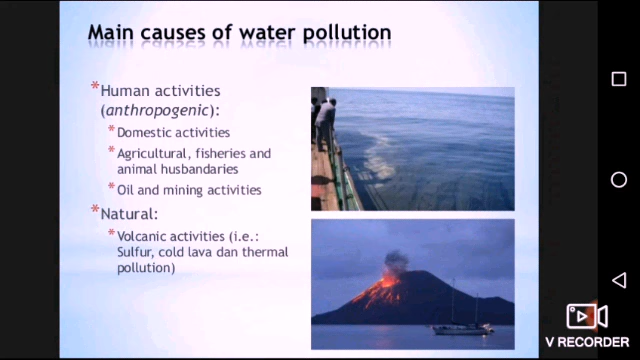 Main causes of water pollution
* Human activities
(anthropogenic):
* Domestic activities
* Agricultural, fisheries and
animal husbandaries
* Oil and mining activities
* Natural:
* Volcanic activities (i.e.:
Sulfur, cold lava dan thermal
pollution)
V RECORDER